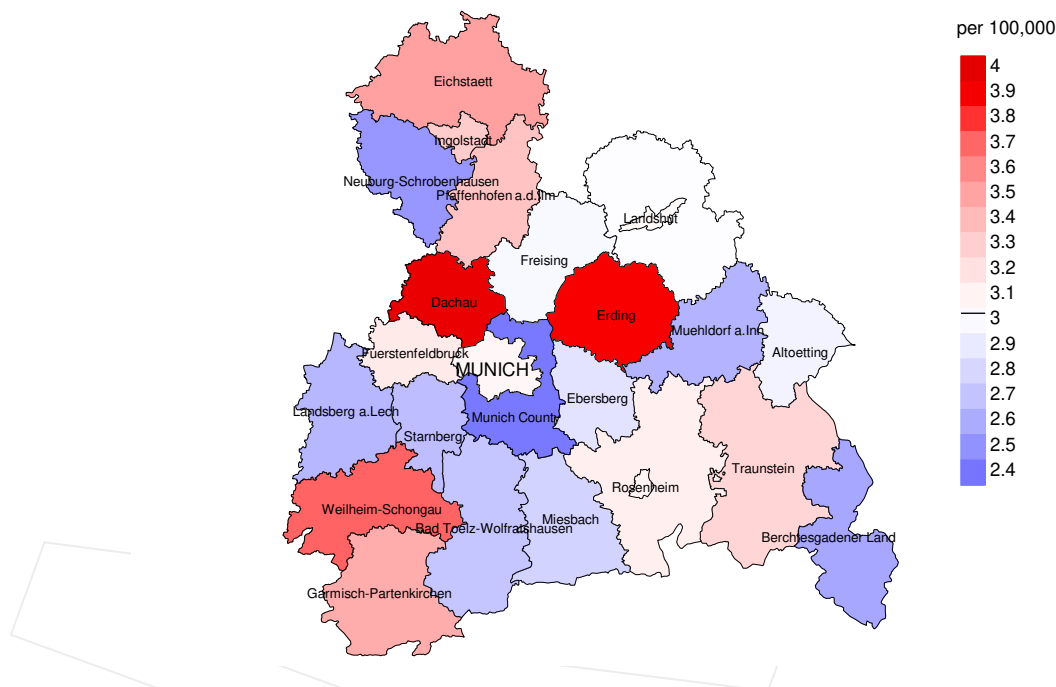 per 100,000
4
3.9
3.8
3.7
3.6
3.5
3.4
3.3
3.2
3.1
3
2.9
2.8
2.7
2.6
2.5
2.4
Eichstaett
Ingolstadt
Neuburg-Schrobenhausen
Pfaffenhofen a.d.Ilm
Landshut
Freising
Dachau
Erding
Muehldorf a.Inn
Altoetting
Fuerstenfeldbruck
MUNICH
Ebersberg
Landsberg a.Lech
Munich County
Starnberg
Traunstein
Rosenheim
Weilheim-Schongau
Miesbach
Bad Toelz-Wolfratshausen
Berchtesgadener Land
Garmisch-Partenkirchen